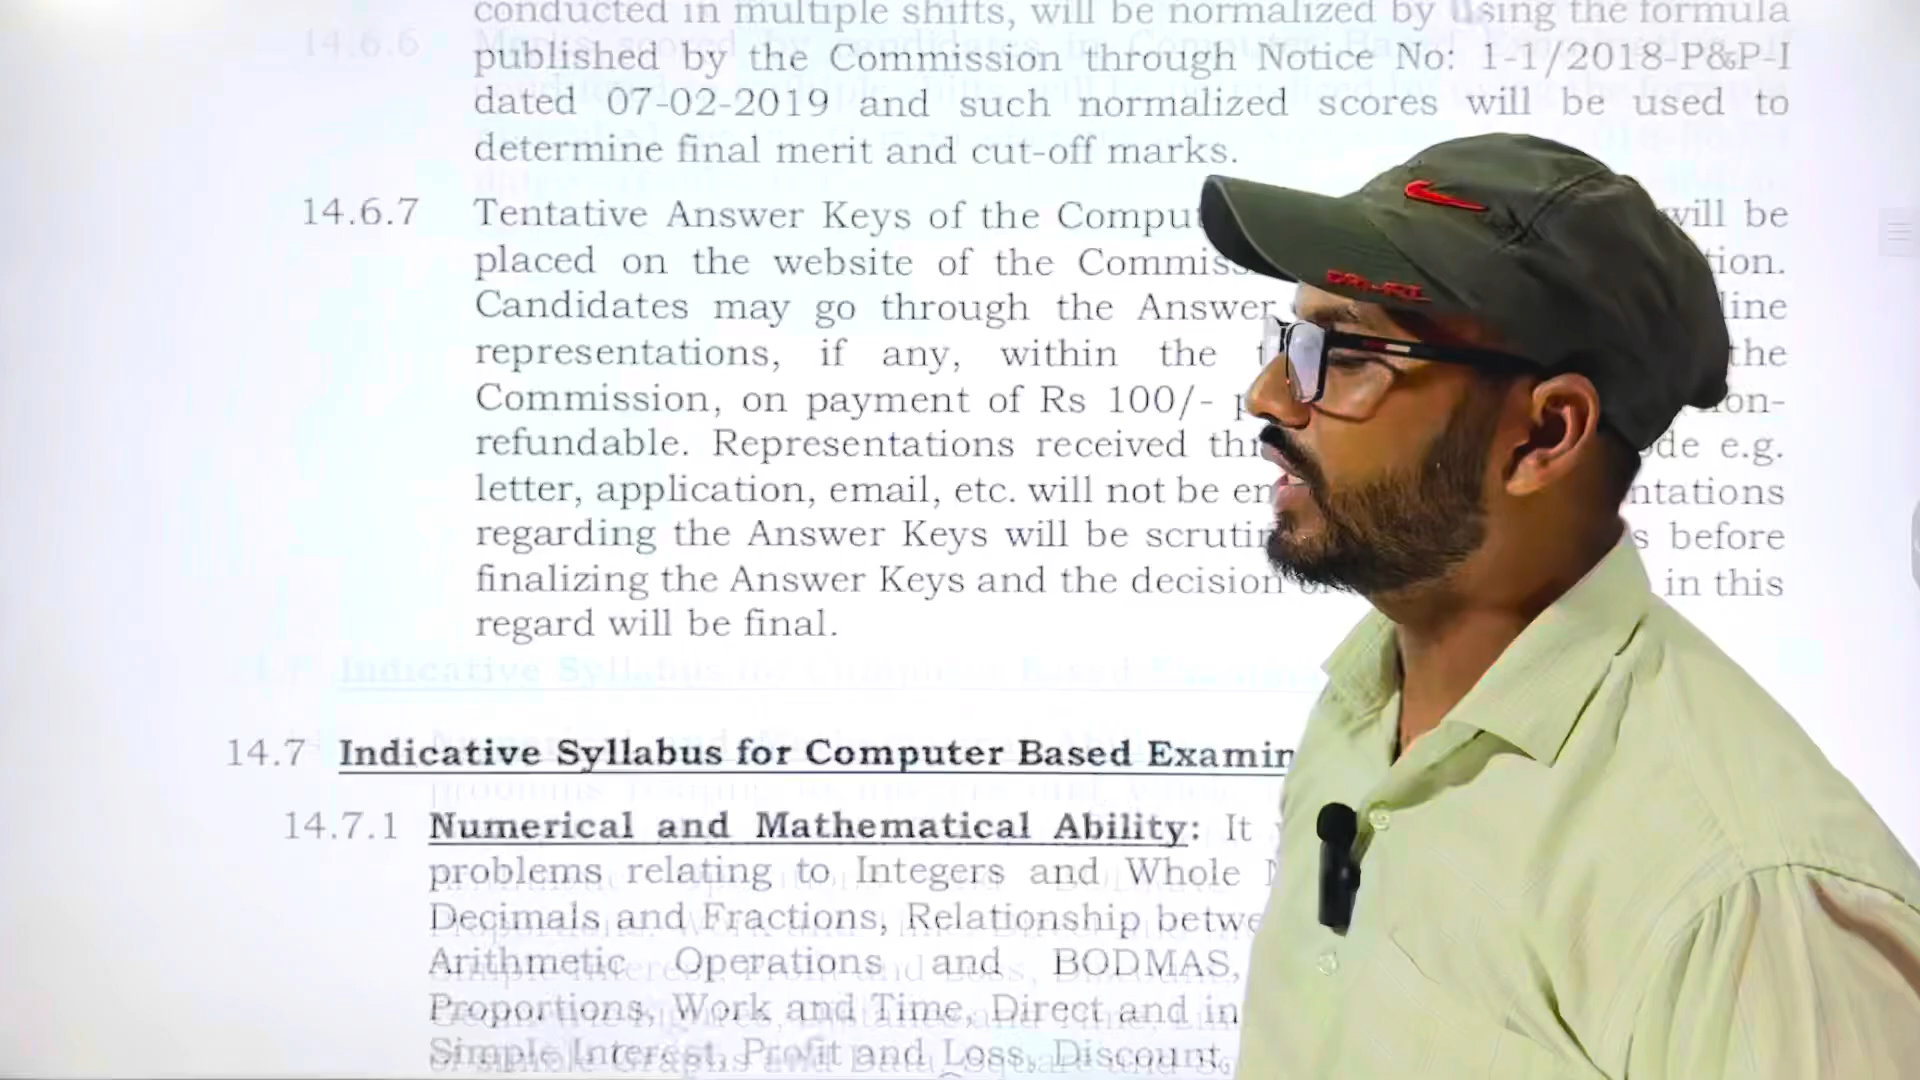 conducted in multiple shifts, will be normalized by using the formula
14.6.6
published by the Commission through Notice No: 1-1/2018-P&P-I
dated 07-02-2019 and such normalized scores will be used to
determine final merit and cut-off marks.
14.6.7 Tentative Answer Keys of the Comput will be
placed on the website of the Commiss tion.
Candidates may go through the Answer line
representations, if any, within the t the
Commission, on payment of Rs 100/- p on-
refundable. Representations received thr de e.g.
letter, application, email, etc. will not be en ntations
regarding the Answer Keys will be scrutin s before
finalizing the Answer Keys and the decision in this
regard will be final.
14.7 Indicative Syllabus for Computer Based Examin
14.7.1 Numerical and Mathematical Ability: It
problems relating to Integers and Whole N
Decimals and Fractions, Relationship betwe
Arithmetic Operations and BODMAS,
Proportions, Work and Time, Direct and in
Simple Interest, Profit and Loss, Discount,